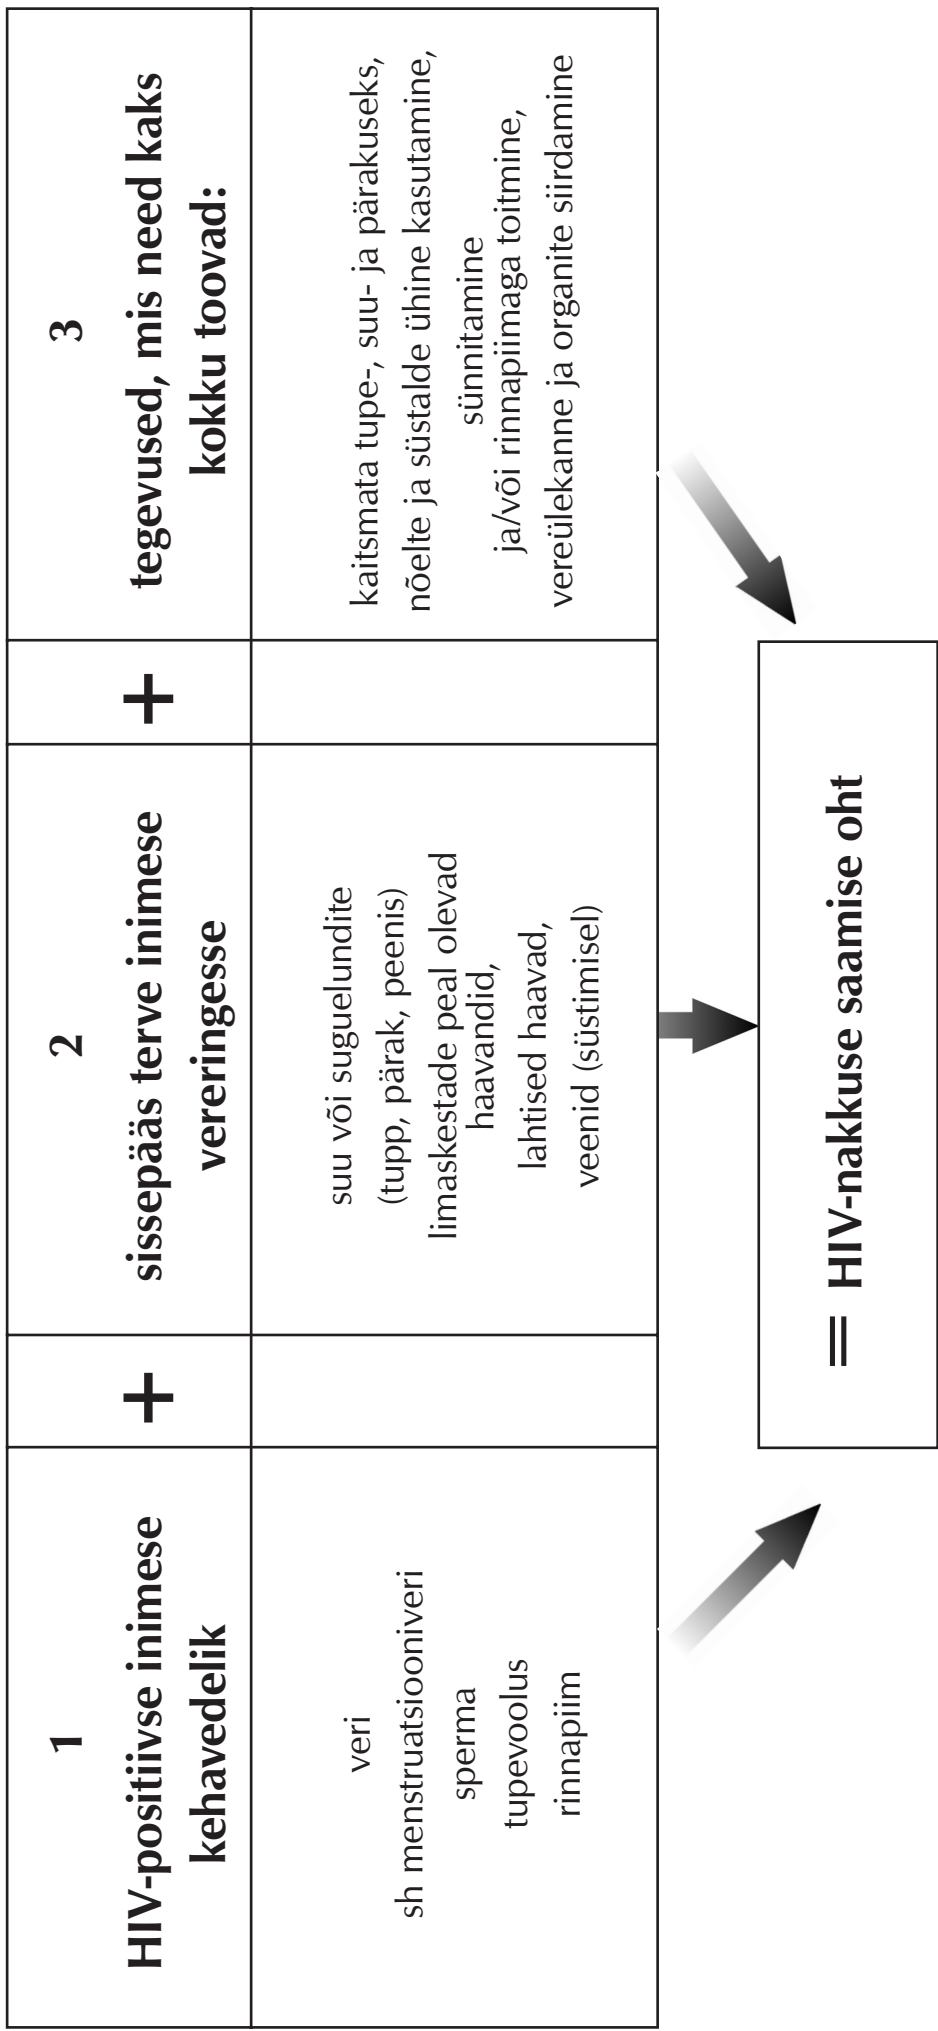 1
HIV-positiivse inimese
kehavedelik
+
2
sissepääs terve inimese
vereringesse
+
3
tegevused, mis need kaks
kokku toovad:
veri
sh menstruatsiooniveri
sperma
tupevoolus
rinnapiim
suu või suguelundite
(tupp, pärak, peenis)
limaskestade peal olevad
haavandid,
lahtised haavad,
veenid (süstimisel)
kaitsmata tupe-, suu- ja pärakuseks,
nõelte ja süstalde ühine kasutamine,
sünnitamine
ja/või rinnapiimaga toitmine,
vereülekanne ja organite siirdamine
= HIV-nakkuse saamise oht